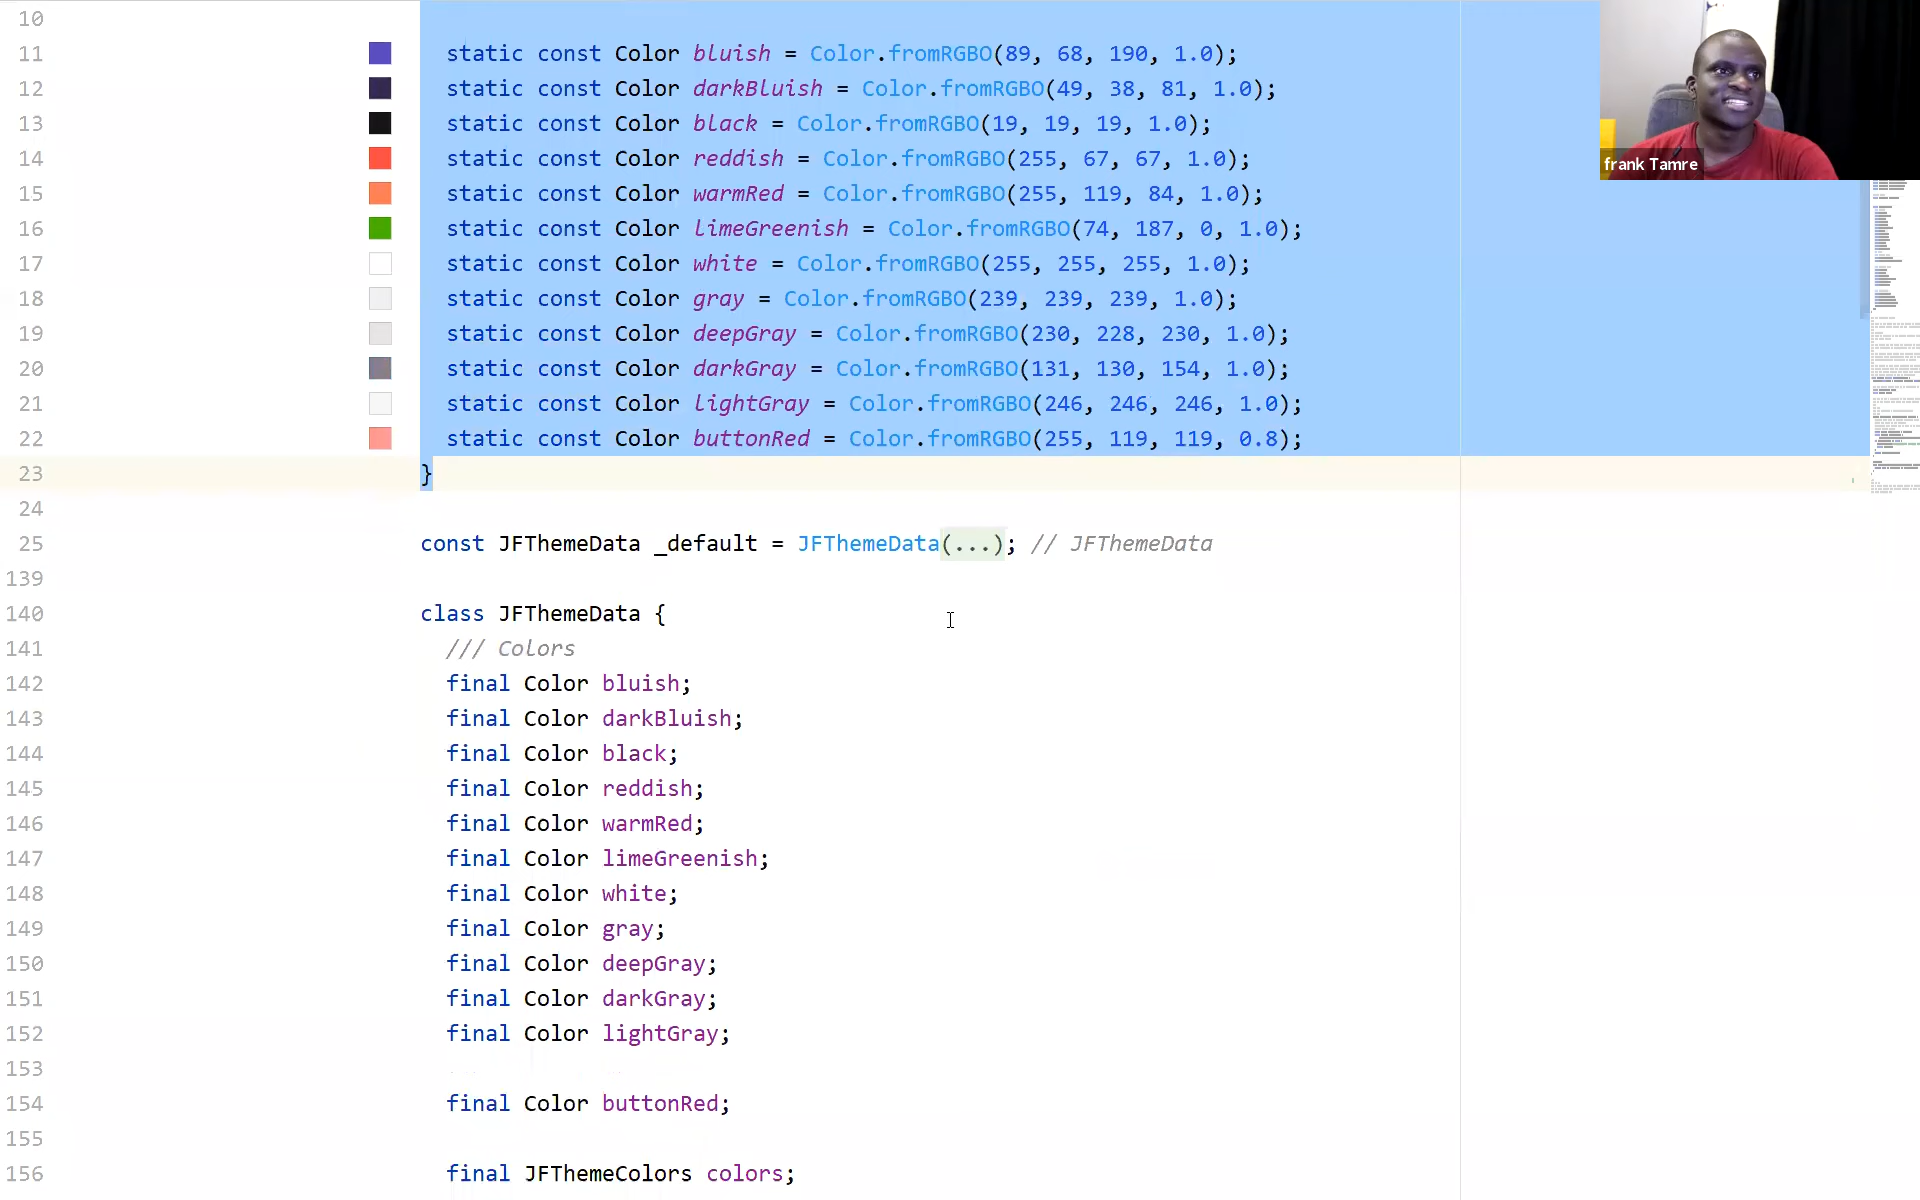 10
11 static const Color bluish = Color.fromRGBO(89, 68, 190, 1.0);
12 static const Color darkBluish = Color.fromRGBO(49, 38, 81, 1.0);
13 static const Color black = Color.fromRGBO(19, 19, 19, 1.0);
14 static const Color reddish = Color.fromRGBO(255, 67, 67, 1.0);
15 static const Color warmRed = Color.fromRGBO(255, 119, 84, 1.0);
16 static const Color limeGreenish = Color.fromRGBO(74, 187, 0, 1.0);
17 static const Color white = Color.fromRGBO(255, 255, 255, 1.0);
18 static const Color gray = Color.fromRGBO(239, 239, 239, 1.0);
19 static const Color deepGray = Color.fromRGBO(230, 228, 230, 1.0);
20 static const Color darkGray = Color.fromRGBO(131, 130, 154, 1.0);
21 static const Color lightGray = Color.fromRGBO(246, 246, 246, 1.0);
22 static const Color buttonRed = Color.fromRGBO(255, 119, 119, 0.8);
23 }
24
25 const JFThemeData _default = JFThemeData(...); // JFThemeData
139
140 class JFThemeData {
141 /// Colors
142 final Color bluish;
143 final Color darkBluish;
144 final Color black;
145 final Color reddish;
146 final Color warmRed;
147 final Color limeGreenish;
148 final Color white;
149 final Color gray;
150 final Color deepGray;
151 final Color darkGray;
152 final Color lightGray;
153
154 final Color buttonRed;
155
156 final JFThemeColors colors;
frank Tamre